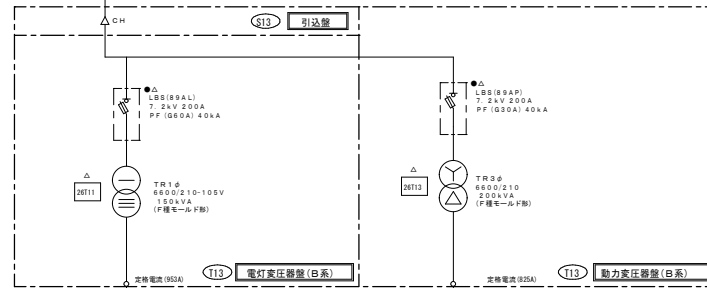 CH
S13 引込盤
●△
LBS(89AL)
7.2kV 200A
PF(G60A) 40kA
●△
LBS(89AP)
7.2kV 200A
PF(G30A) 40kA
△
26T11
TR1φ
6600/210-105V
150kVA
(F種モールド形)
△
26T13
TR3φ
6600/210
200kVA
(F種モールド形)
定格電流(953A)
T13 電灯変圧器盤(B系)
定格電流(825A)
T13 動力変圧器盤(B系)